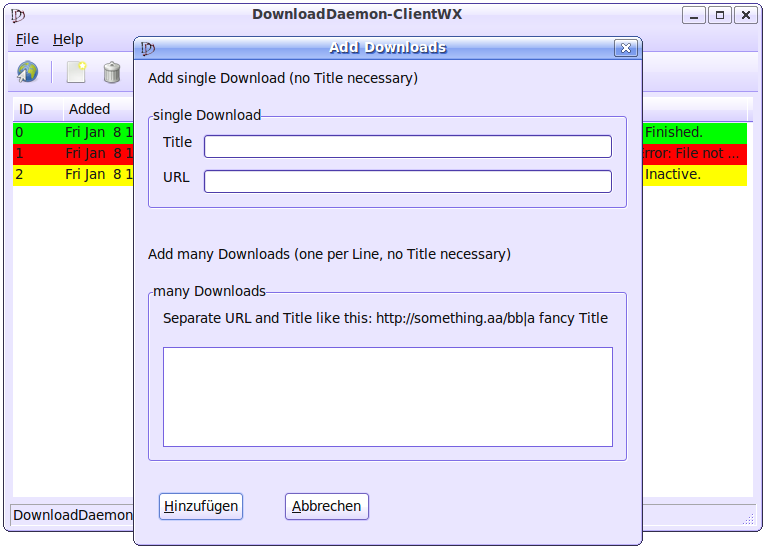 DownloadDaemon-ClientWX
File Help
Add Downloads
Add single Download (no Title necessary)
single Download
Title
URL
Add many Downloads (one per Line, no Title necessary)
many Downloads
Separate URL and Title like this: http://something.aa/bb|a fancy Title
Hinzufügen Abbrechen
ID Added
0 Fri Jan 8 1 Finished.
1 Fri Jan 8 1 rror: File not ...
2 Fri Jan 8 1 Inactive.
DownloadDaemon